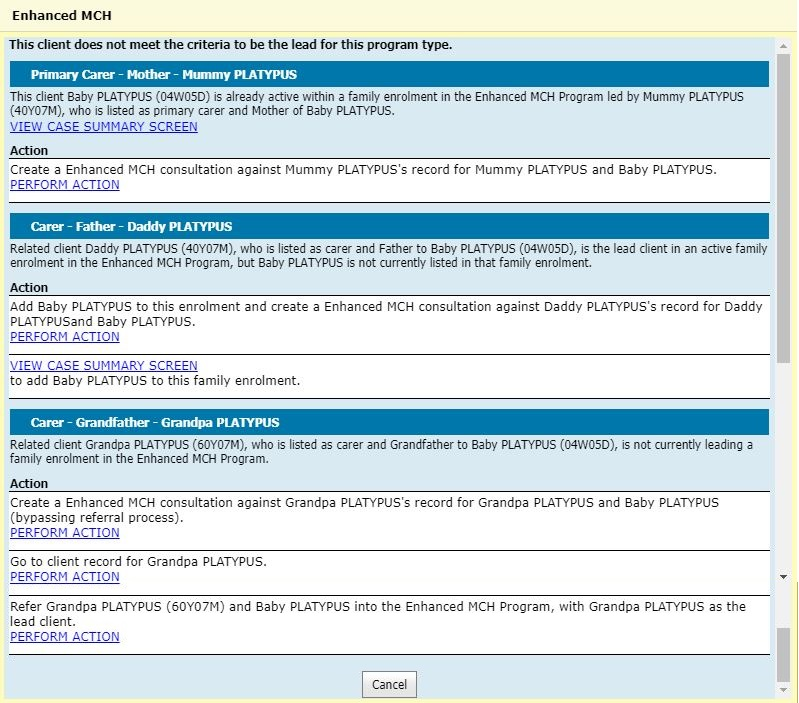 Enhanced MCH
This client does not meet the criteria to be the lead for this program type.
Primary Carer - Mother - Mummy PLATYPUS
This client Baby PLATYPUS (04W05D) is already active within a family enrolment in the Enhanced MCH Program led by Mummy PLATYPUS
(40Y07M), who is listed as primary carer and Mother of Baby PLATYPUS.
VIEW CASE SUMMARY SCREEN
Action
Create a Enhanced MCH consultation against Mummy PLATYPUS's record for Mummy PLATYPUS and Baby PLATYPUS.
PERFORM ACTION
Carer - Father - Daddy PLATYPUS
Related client Daddy PLATYPUS (40Y07M), who is listed as carer and Father to Baby PLATYPUS (04W05D), is the lead client in an active family
enrolment in the Enhanced MCH Program, but Baby PLATYPUS is not currently listed in that family enrolment.
Action
Add Baby PLATYPUS to this enrolment and create a Enhanced MCH consultation against Daddy PLATYPUS's record for Daddy
PLATYPUSand Baby PLATYPUS.
PERFORM ACTION
VIEW CASE SUMMARY SCREEN
to add Baby PLATYPUS to this family enrolment.
Carer - Grandfather - Grandpa PLATYPUS
Related client Grandpa PLATYPUS (60Y07M), who is listed as carer and Grandfather to Baby PLATYPUS (04W05D), is not currently leading a
family enrolment in the Enhanced MCH Program.
Action
Create a Enhanced MCH consultation against Grandpa PLATYPUS's record for Grandpa PLATYPUS and Baby PLATYPUS
(bypassing referral process).
PERFORM ACTION
Go to client record for Grandpa PLATYPUS.
PERFORM ACTION
Refer Grandpa PLATYPUS (60Y07M) and Baby PLATYPUS into the Enhanced MCH Program, with Grandpa PLATYPUS as the
lead client.
PERFORM ACTION
Cancel